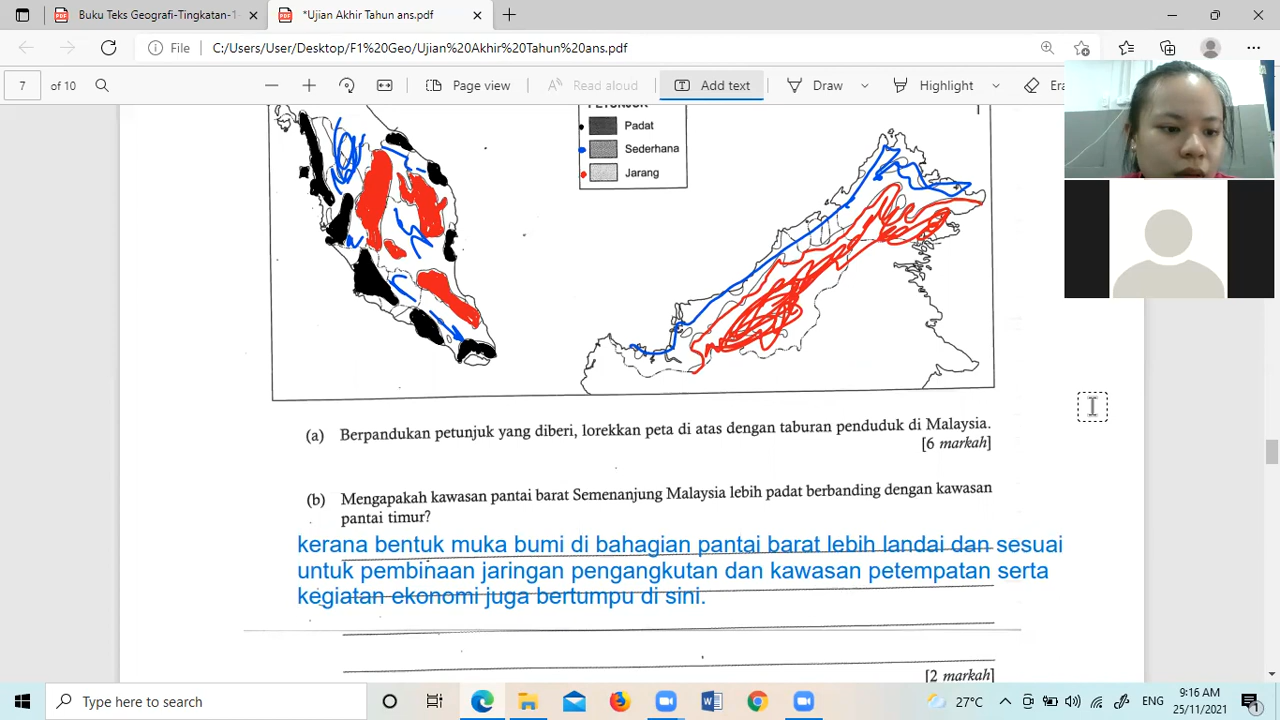 Buku Teks Geografi-Tingkatan-1
*Ujian Akhir Tahun ans.pdf
File
C:/Users/User/Desktop/F1%20Geo/Ujian%20Akhir%20Tahun%20ans.pdf
7 of 10
Page view
Read aloud
Add text
Draw
Highlight
Era
PETUNJUK
Padat
Sederhana
Jarang
(a) Berpandukan petunjuk yang diberi, lorekkan peta di atas dengan taburan penduduk di Malaysia.
[6 markah]
(b) Mengapakah kawasan pantai barat Semenanjung Malaysia lebih padat berbanding dengan kawasan
pantai timur?
kerana bentuk muka bumi di bahagian pantai barat lebih landai dan sesuai
untuk pembinaan jaringan pengangkutan dan kawasan petempatan serta
kegiatan ekonomi juga bertumpu di sini.
[2 markah]
Type here to search
27°C
ENG
9:16 AM
25/11/2021